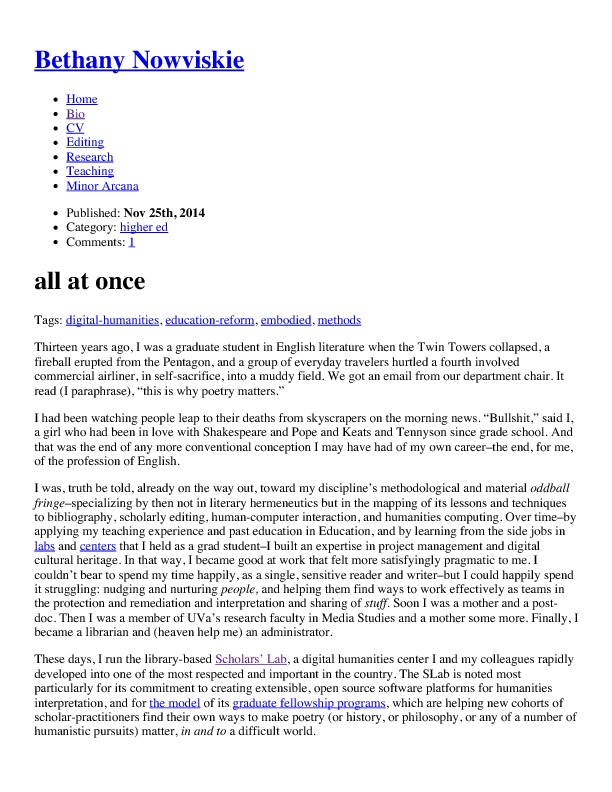 Bethany Nowviskie
• Home
• Bio
• CV
• Editing
• Research
• Teaching
• Minor Arcana
• Published: Nov 25th, 2014
• Category: higher ed
• Comments: 1
all at once
Tags: digital-humanities, education-reform, embodied, methods
Thirteen years ago, I was a graduate student in English literature when the Twin Towers collapsed, a
fireball erupted from the Pentagon, and a group of everyday travelers hurtled a fourth involved
commercial airliner, in self-sacrifice, into a muddy field. We got an email from our department chair. It
read (I paraphrase), “this is why poetry matters.”
I had been watching people leap to their deaths from skyscrapers on the morning news. “Bullshit,” said I,
a girl who had been in love with Shakespeare and Pope and Keats and Tennyson since grade school. And
that was the end of any more conventional conception I may have had of my own career–the end, for me,
of the profession of English.
I was, truth be told, already on the way out, toward my discipline’s methodological and material oddball
fringe–specializing by then not in literary hermeneutics but in the mapping of its lessons and techniques
to bibliography, scholarly editing, human-computer interaction, and humanities computing. Over time–by
applying my teaching experience and past education in Education, and by learning from the side jobs in
labs and centers that I held as a grad student–I built an expertise in project management and digital
cultural heritage. In that way, I became good at work that felt more satisfyingly pragmatic to me. I
couldn’t bear to spend my time happily, as a single, sensitive reader and writer–but I could happily spend
it struggling: nudging and nurturing people, and helping them find ways to work effectively as teams in
the protection and remediation and interpretation and sharing of stuff. Soon I was a mother and a post-
doc. Then I was a member of UVa’s research faculty in Media Studies and a mother some more. Finally, I
became a librarian and (heaven help me) an administrator.
These days, I run the library-based Scholars’ Lab, a digital humanities center I and my colleagues rapidly
developed into one of the most respected and important in the country. The SLab is noted most
particularly for its commitment to creating extensible, open source software platforms for humanities
interpretation, and for the model of its graduate fellowship programs, which are helping new cohorts of
scholar-practitioners find their own ways to make poetry (or history, or philosophy, or any of a number of
humanistic pursuits) matter, in and to a difficult world.